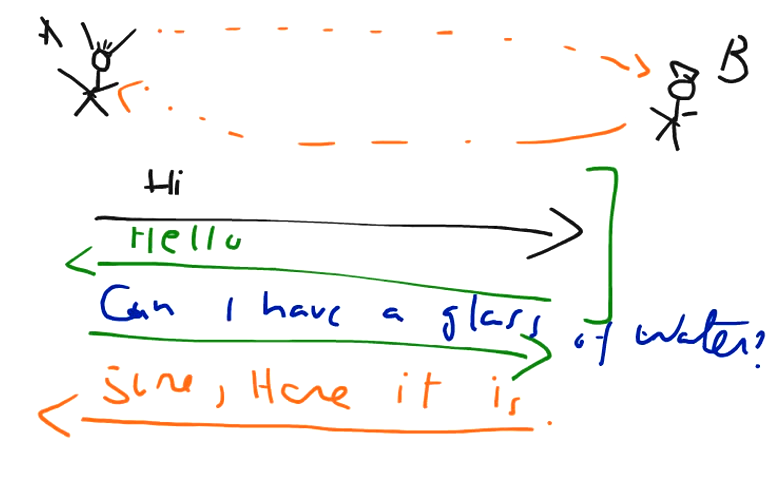 A
B
Hi
Hello
Can I have a glass of water?
sure, Here it is.